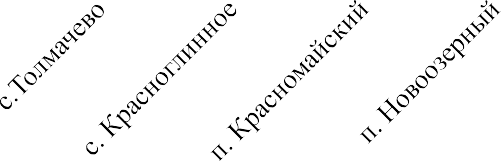 с.Толмачево
с. Красноглинное
п. Красномайский
п. Новоозерный